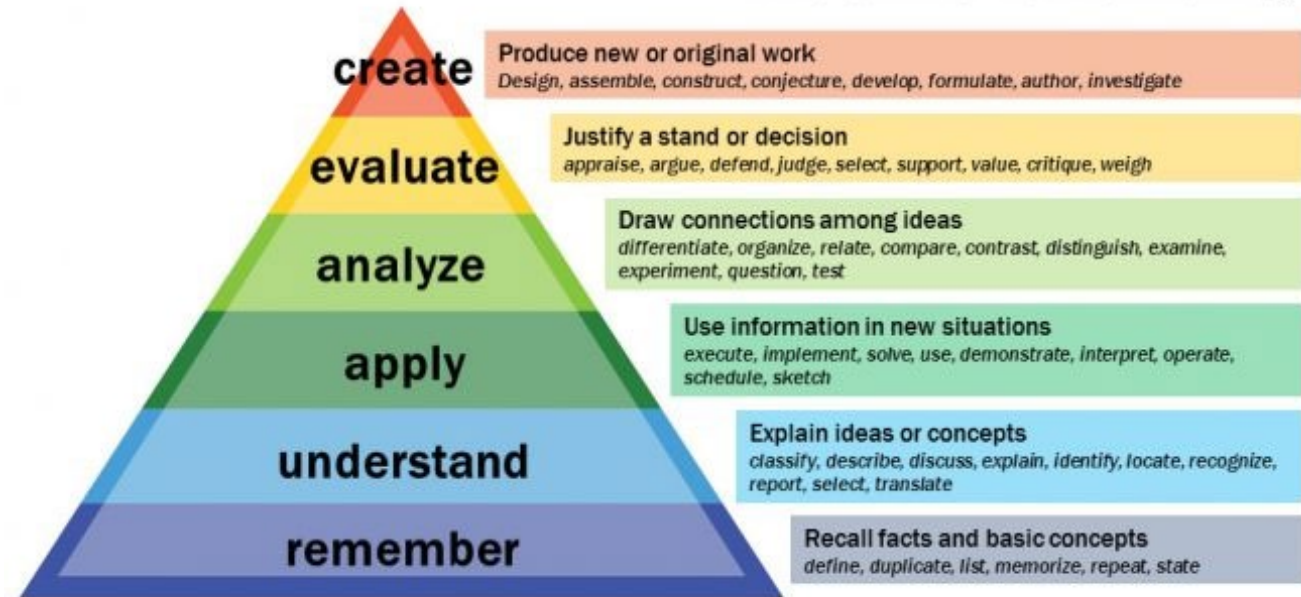 create
Produce new or original work
Design, assemble, construct, conjecture, develop, formulate, author, investigate
evaluate
Justify a stand or decision
appraise, argue, defend, judge, select, support, value, critique, weigh
analyze
Draw connections among ideas
differentiate, organize, relate, compare, contrast, distinguish, examine,
experiment, question, test
apply
Use information in new situations
execute, implement, solve, use, demonstrate, interpret, operate,
schedule, sketch
understand
Explain ideas or concepts
classify, describe, discuss, explain, identify, locate, recognize,
report, select, translate
remember
Recall facts and basic concepts
define, duplicate, list, memorize, repeat, state